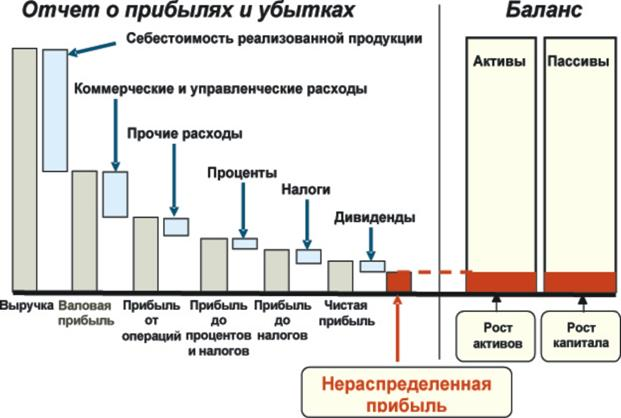 Отчет о прибылях и убытках
Баланс
Себестоимость реализованной продукции
Коммерческие и управленческие расходы
Прочие расходы
Проценты
Налоги
Дивиденды
Активы
Пассивы
Выручка
Валовая
прибыль
Прибыль
от
операций
Прибыль
до
процентов
и налогов
Прибыль
до
налогов
Чистая
прибыль
Рост
активов
Рост
капитала
Нераспределенная
прибыль